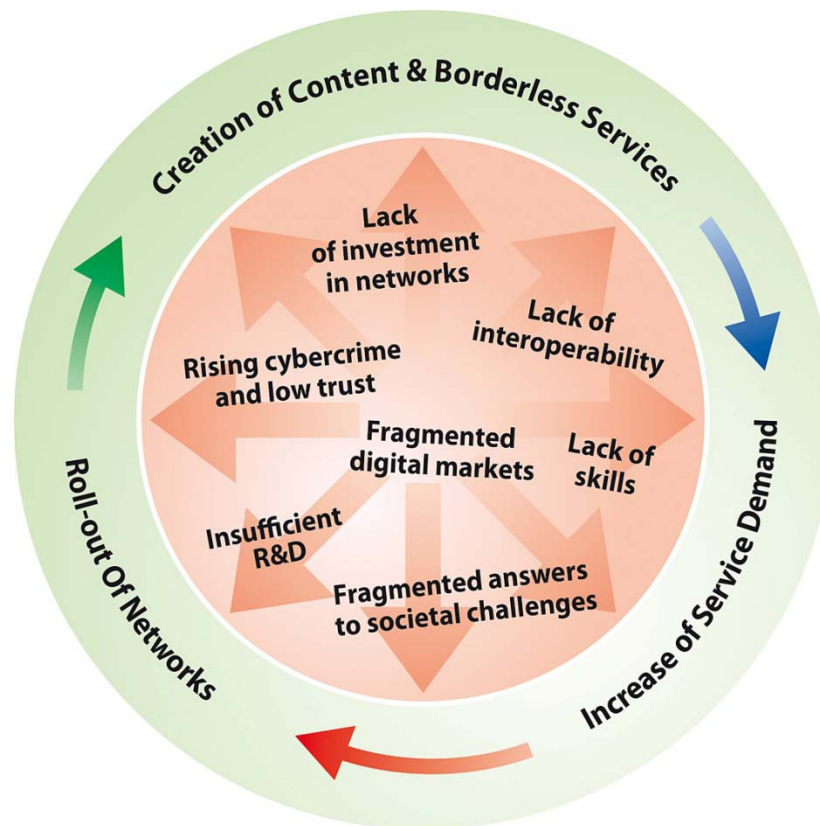 Creation of Content & Borderless Services
Lack
of investment
in networks
Lack of
interoperability
Rising cybercrime
and low trust
Fragmented
digital markets
Lack of
skills
Insufficient
R&D
Fragmented answers
to societal challenges
Increase of Service Demand
Roll-out Of Networks